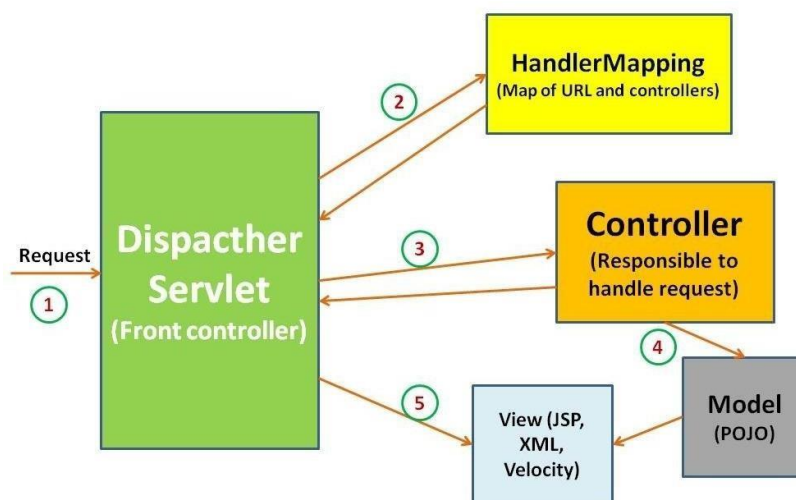 HandlerMapping
(Map of URL and controllers)
2
Request
1
Dispacther
Servlet
(Front controller)
3
Controller
(Responsible to
handle request)
4
5
View (JSP,
XML,
Velocity)
Model
(POJO)